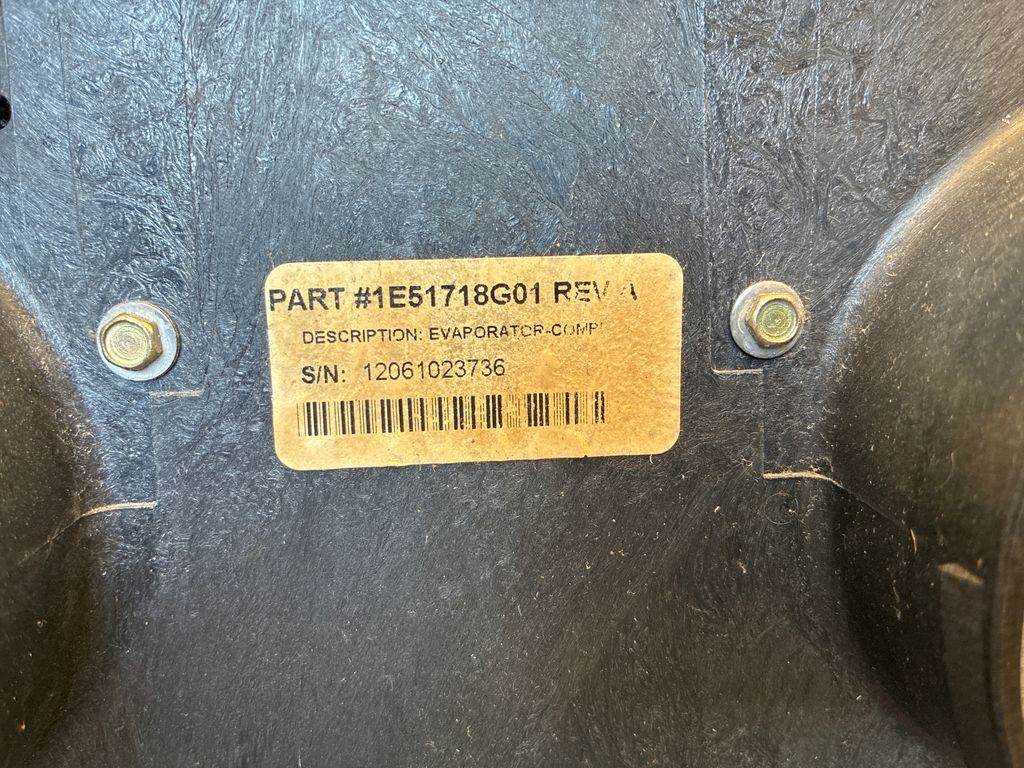 PART #1E51718G01 REV A
DESCRIPTION: EVAPORATOR-COMP
S/N: 12061023736